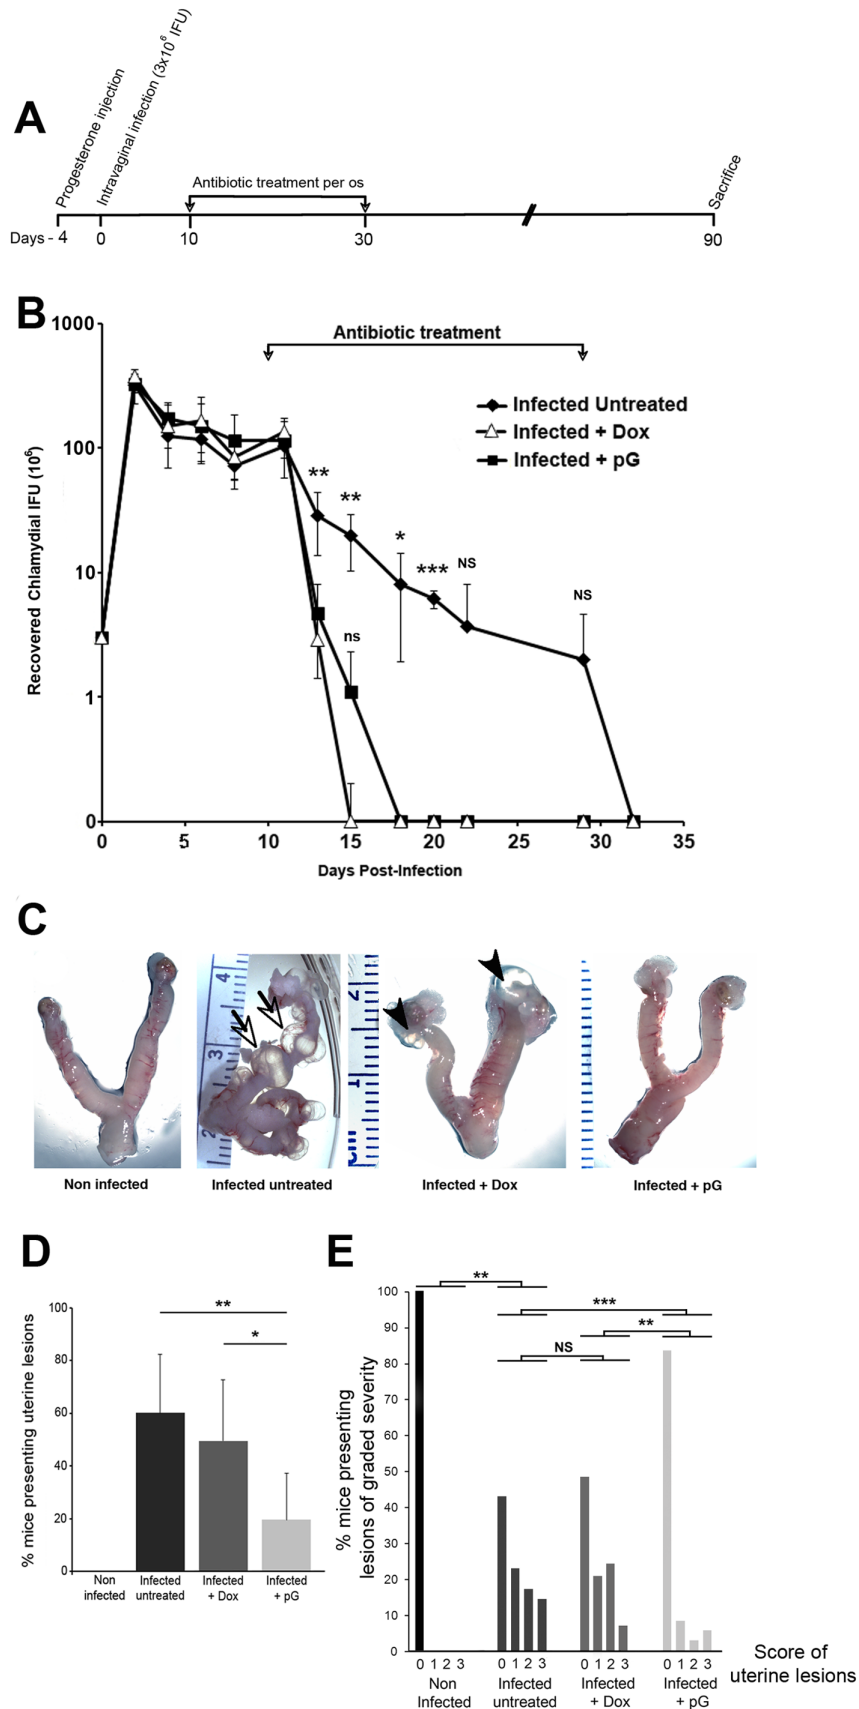 A
Progesterone injection
Intravaginal infection (3x10⁶ IFU)
Antibiotic treatment per os
Sacrifice
Days - 4 0 10 30 90
B
Antibiotic treatment
Infected Untreated
Infected + Dox
Infected + pG
Recovered Chlamydial IFU (10⁶)
1000
100
10
1
0
** ** * *** NS NS
ns
0 5 10 15 20 25 30 35
Days Post-Infection
C
4
3
2
2
1
cm
Non infected
Infected untreated
Infected + Dox
Infected + pG
D
% mice presenting uterine lesions
100
80
60
40
20
0
**
*
Non infected
Infected untreated
Infected + Dox
Infected + pG
E
% mice presenting
lesions of graded severity
100
90
80
70
60
50
40
30
20
10
0
**
***
**
NS
0 1 2 3 0 1 2 3 0 1 2 3 0 1 2 3
Non Infected
Infected untreated
Infected + Dox
Infected + pG
Score of
uterine lesions